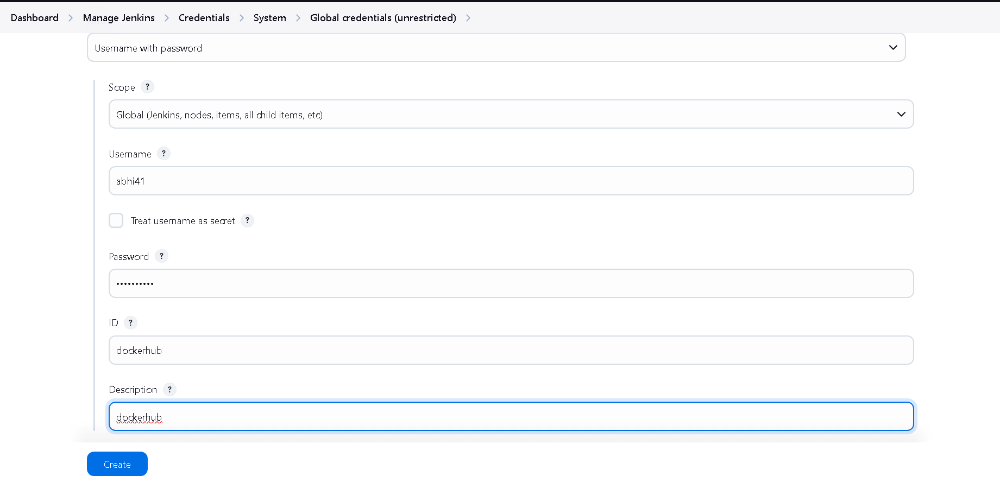 Dashboard > Manage Jenkins > Credentials > System > Global credentials (unrestricted) >
Username with password
Scope ?
Global (Jenkins, nodes, items, all child items, etc)
Username ?
abhi41
Treat username as secret ?
Password ?
••••••••••
ID ?
dockerhub
Description ?
dockerhub
Create